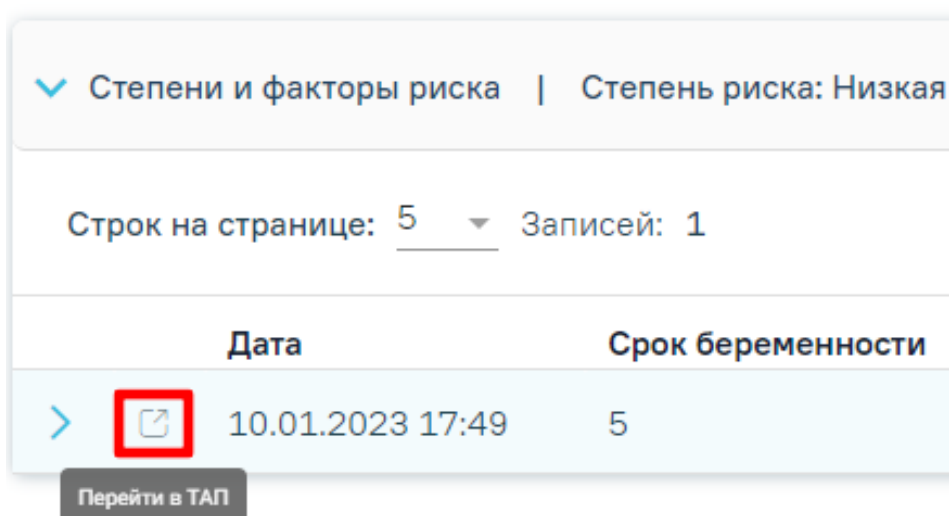 Степени и факторы риска | Степень риска: Низкая
Строк на странице: 5 Записей: 1
Дата Срок беременности
10.01.2023 17:49 5
Перейти в ТАП